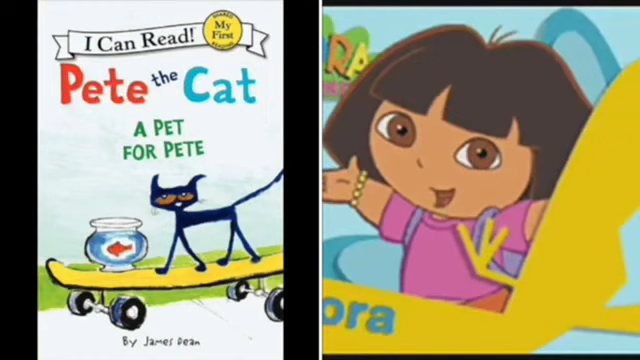 I Can Read!
My
First
Pete the Cat
A PET
FOR PETE
By James Dean
ora